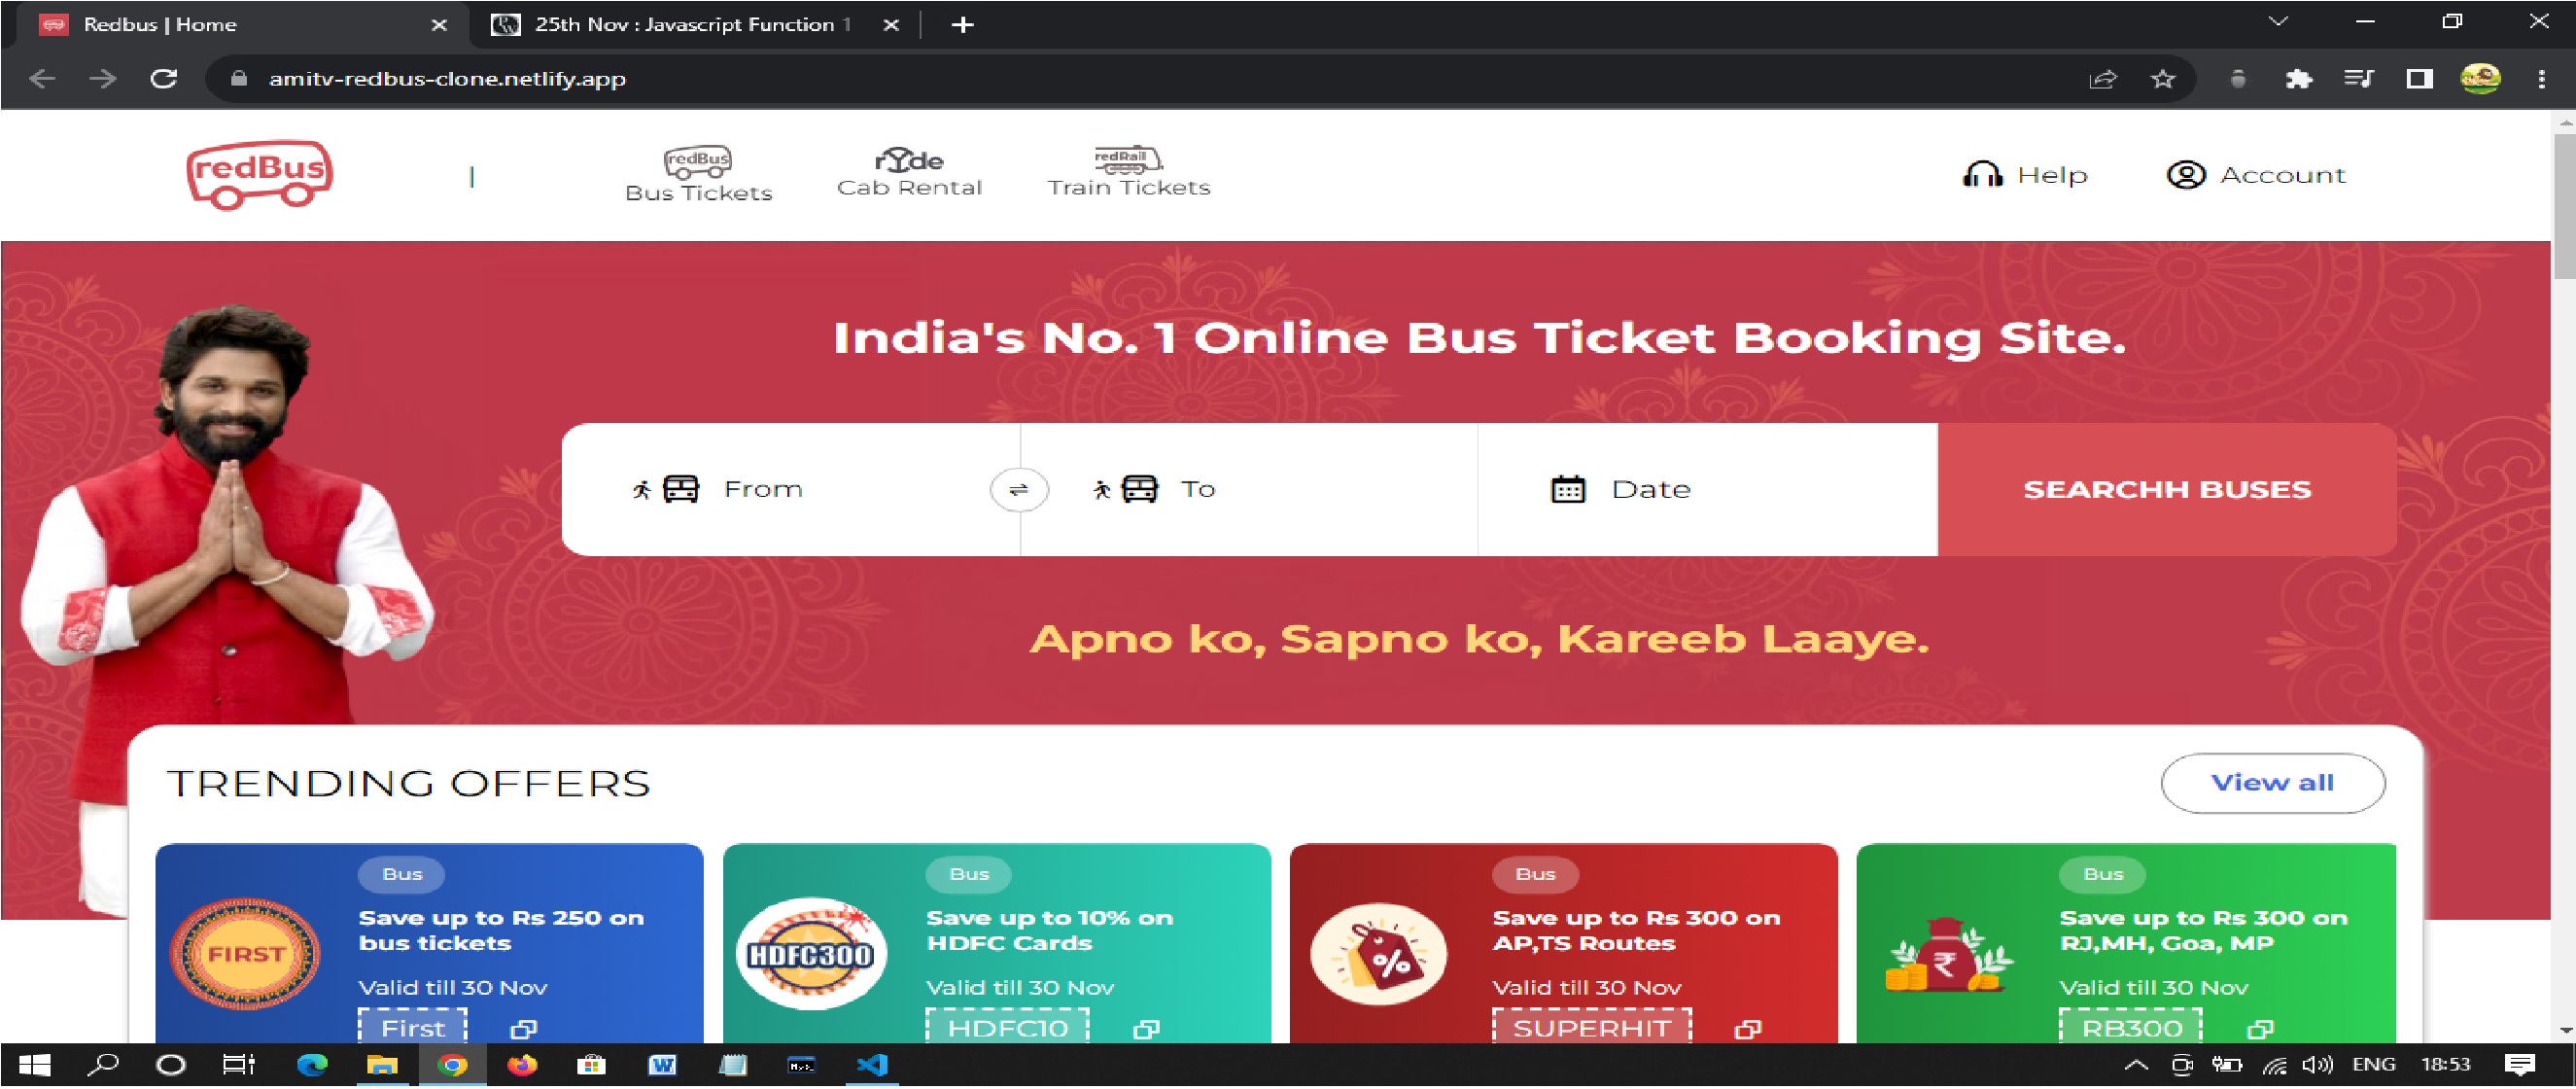 Redbus | Home
25th Nov : Javascript Function 1
amitv-redbus-clone.netlify.app
redBus
|
redBus
Bus Tickets
rYde
Cab Rental
redRail
Train Tickets
Help
Account
India's No. 1 Online Bus Ticket Booking Site.
From
To
Date
SEARCHH BUSES
Apno ko, Sapno ko, Kareeb Laaye.
TRENDING OFFERS
View all
FIRST
Bus
Save up to Rs 250 on
bus tickets
Valid till 30 Nov
First
HDFC300
Bus
Save up to 10% on
HDFC Cards
Valid till 30 Nov
HDFC10
%
Bus
Save up to Rs 300 on
AP,TS Routes
Valid till 30 Nov
SUPERHIT
₹
Bus
Save up to Rs 300 on
RJ,MH, Goa, MP
Valid till 30 Nov
RB300
ENG
18:53